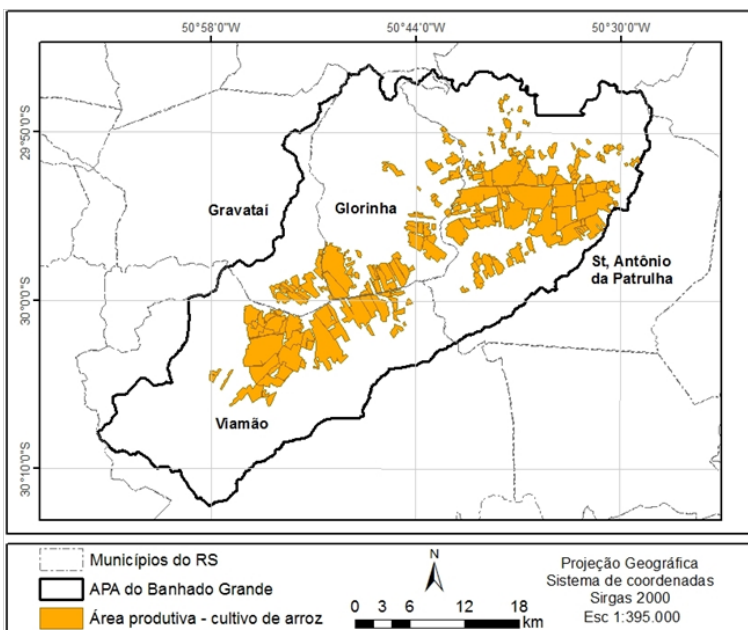 50°58'0"O
50°44'0"O
50°30'0"O
29°50'0"S
30°0'0"S
30°10'0"S
Gravataí
Glorinha
St, Antônio
da Patrulha
Viamão
Municípios do RS
APA do Banhado Grande
Área produtiva - cultivo de arroz
N
0 3 6 12 18
km
Projeção Geográfica
Sistema de coordenadas
Sirgas 2000
Esc 1:395.000